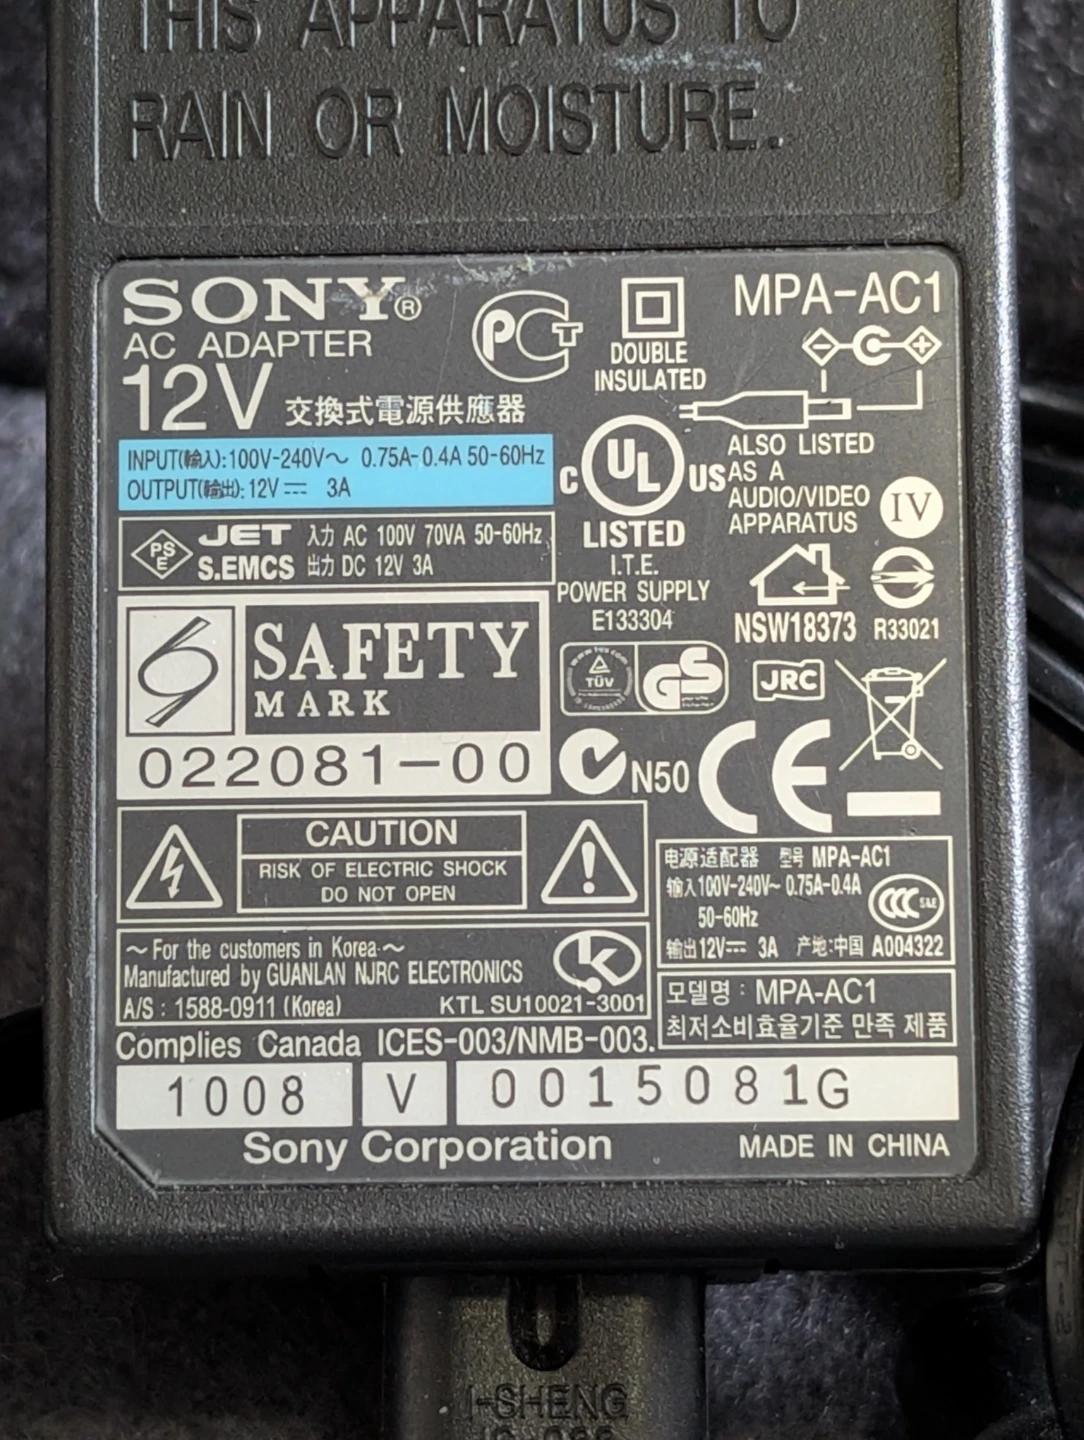 THIS APPARATUS TO
RAIN OR MOISTURE.
SONY®
AC ADAPTER
12V 交換式電源供應器
INPUT(輸入):100V-240V～ 0.75A-0.4A 50-60Hz
OUTPUT(輸出):12V⎓ 3A
PCT
DOUBLE
INSULATED
MPA-AC1
PS
E
JET
S.EMCS
入力 AC 100V 70VA 50-60Hz
出力 DC 12V 3A
C UL US
LISTED
I.T.E.
POWER SUPPLY
E133304
ALSO LISTED
AS A
AUDIO/VIDEO
APPARATUS
IV
NSW18373
R33021
SAFETY
MARK
022081-00
TÜV
GS
JRC
N50
CE
CAUTION
RISK OF ELECTRIC SHOCK
DO NOT OPEN
电源适配器 型号 MPA-AC1
输入100V-240V~ 0.75A-0.4A
50-60Hz
输出12V⎓ 3A 产地:中国 A004322
CCC S&E
～For the customers in Korea～
Manufactured by GUANLAN NJRC ELECTRONICS
A/S : 1588-0911 (Korea)
K
KTL SU10021-3001
모델명 : MPA-AC1
최저소비효율기준 만족 제품
Complies Canada ICES-003/NMB-003.
1008 V 0015081G
Sony Corporation
MADE IN CHINA
I-SHENG